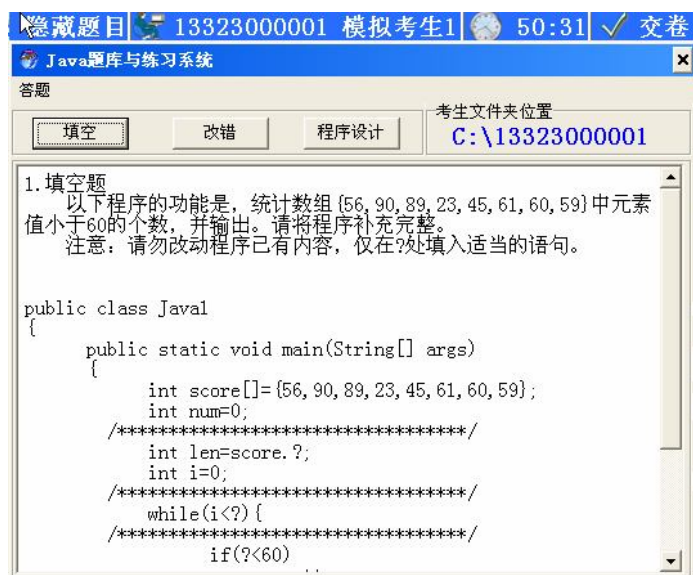 隐藏题目 13323000001 模拟考生1 50:31 交卷
Java题库与练习系统
答题
填空 改错 程序设计 考生文件夹位置
C:\13323000001
1.填空题
以下程序的功能是，统计数组{56,90,89,23,45,61,60,59}中元素
值小于60的个数，并输出。请将程序补充完整。
注意：请勿改动程序已有内容，仅在?处填入适当的语句。
public class Java1
{
public static void main(String[] args)
{
int score[]={56,90,89,23,45,61,60,59};
int num=0;
/**********************************/
int len=score.?;
int i=0;
/**********************************/
while(i<?){
/**********************************/
if(?<60)